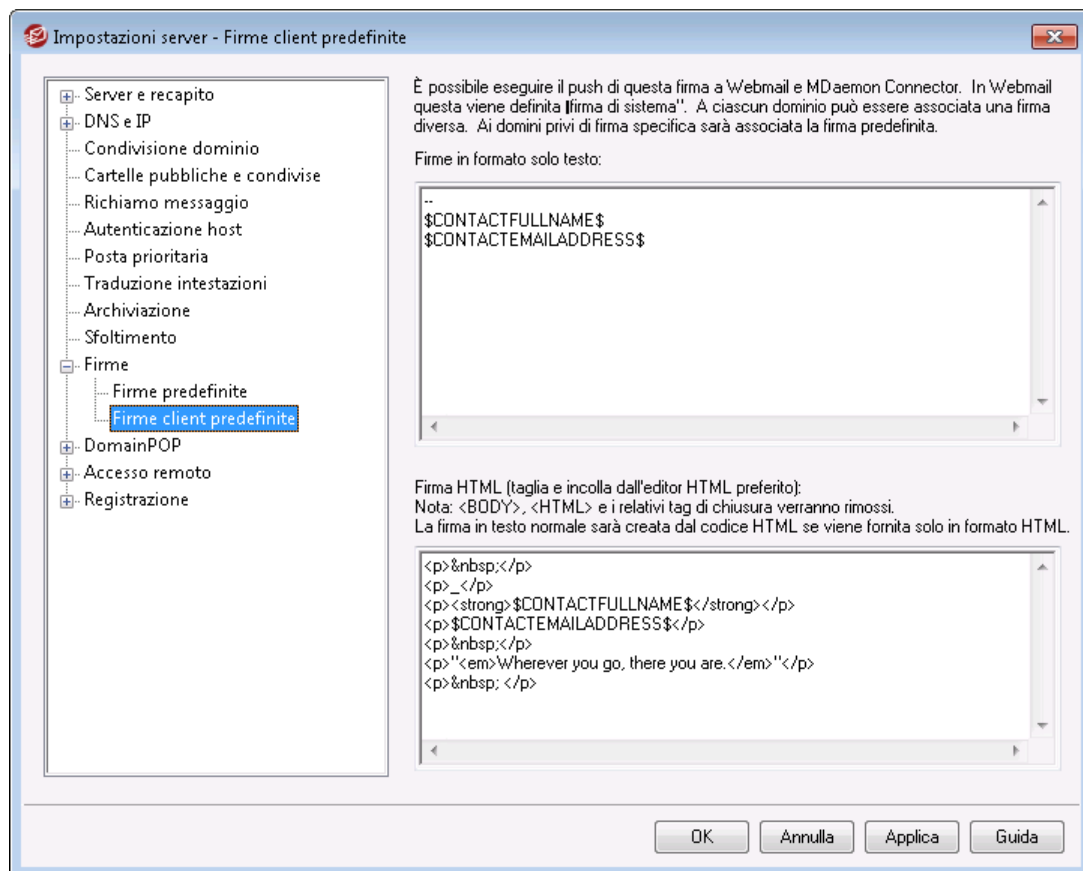 Impostazioni server - Firme client predefinite
Server e recapito
DNS e IP
Condivisione dominio
Cartelle pubbliche e condivise
Richiamo messaggio
Autenticazione host
Posta prioritaria
Traduzione intestazioni
Archiviazione
Sfoltimento
Firme
Firme predefinite
Firme client predefinite
DomainPOP
Accesso remoto
Registrazione
È possibile eseguire il push di questa firma a Webmail e MDaemon Connector. In Webmail
questa viene definita "firma di sistema". A ciascun dominio può essere associata una firma
diversa. Ai domini privi di firma specifica sarà associata la firma predefinita.
Firme in formato solo testo:
--
$CONTACTFULLNAME$
$CONTACTEMAILADDRESS$
Firma HTML (taglia e incolla dall'editor HTML preferito):
Nota: <BODY>, <HTML> e i relativi tag di chiusura verranno rimossi.
La firma in testo normale sarà creata dal codice HTML se viene fornita solo in formato HTML.
<p>&nbsp;</p>
<p>_</p>
<p><strong>$CONTACTFULLNAME$</strong></p>
<p>$CONTACTEMAILADDRESS$</p>
<p>&nbsp;</p>
<p>"<em>Wherever you go, there you are.</em>"</p>
<p>&nbsp; </p>
OK
Annulla
Applica
Guida